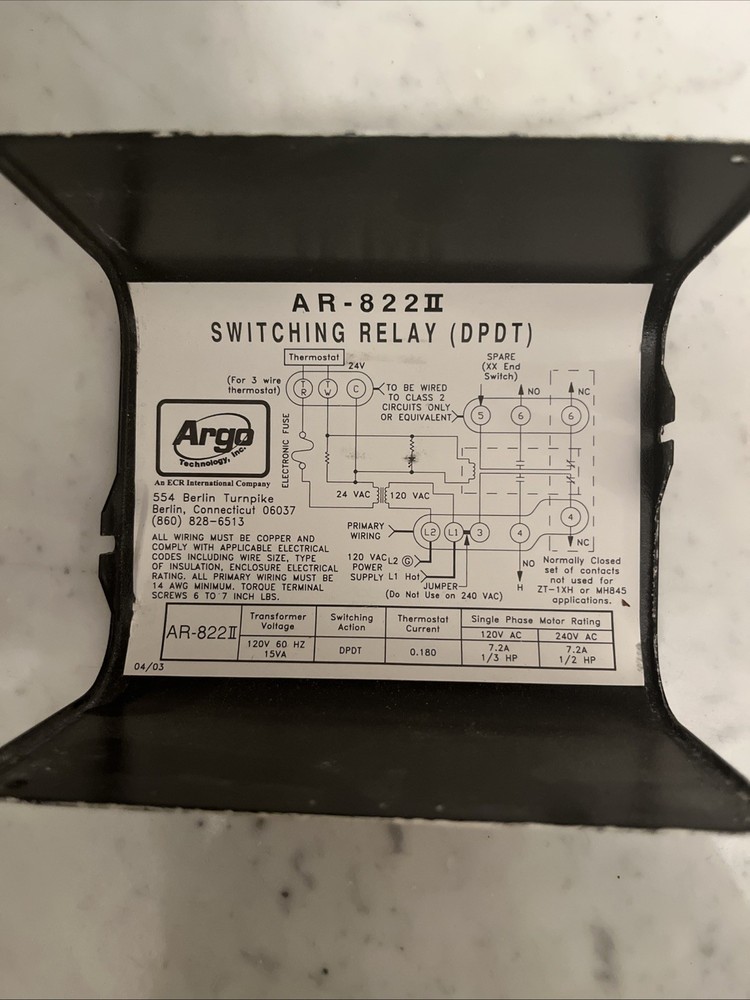 AR-822II
SWITCHING RELAY (DPDT)
Thermostat
24V
(For 3 wire
thermostat)
T
R
T
W
C
TO BE WIRED
TO CLASS 2
CIRCUITS ONLY
OR EQUIVALENT)
SPARE
(XX End
Switch)
NO
NC
5
6
6
ELECTRONIC FUSE
Argo
Technology, Inc.
An ECR International Company
554 Berlin Turnpike
Berlin, Connecticut 06037
(860) 828-6513
24 VAC
120 VAC
PRIMARY
WIRING
L2
L1
3
4
4
ALL WIRING MUST BE COPPER AND
COMPLY WITH APPLICABLE ELECTRICAL
CODES INCLUDING WIRE SIZE, TYPE
OF INSULATION, ENCLOSURE ELECTRICAL
RATING. ALL PRIMARY WIRING MUST BE
14 AWG MINIMUM. TORQUE TERMINAL
SCREWS 6 TO 7 INCH LBS.
120 VAC L2 G
POWER
SUPPLY L1 Hot
JUMPER
(Do Not Use on 240 VAC)
NO
H
NC
Normally Closed
set of contacts
not used for
ZT-1XH or MH845
applications.
AR-822II
Transformer
Voltage
Switching
Action
Thermostat
Current
Single Phase Motor Rating
120V AC
240V AC
120V 60 HZ
15VA
DPDT
0.180
7.2A
1/3 HP
7.2A
1/2 HP
04/03